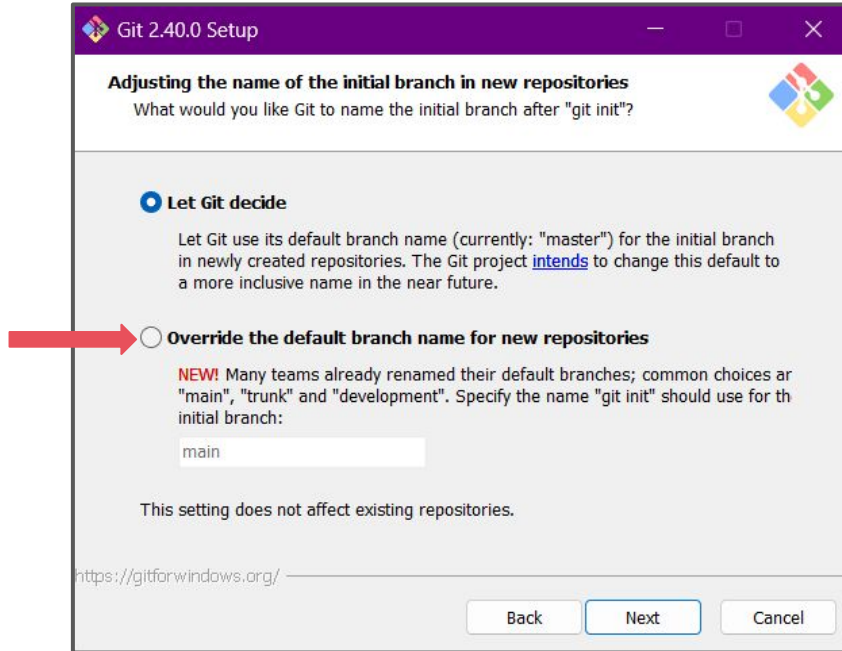 Git 2.40.0 Setup
Adjusting the name of the initial branch in new repositories
What would you like Git to name the initial branch after "git init"?
Let Git decide
Let Git use its default branch name (currently: "master") for the initial branch
in newly created repositories. The Git project intends to change this default to
a more inclusive name in the near future.
Override the default branch name for new repositories
NEW! Many teams already renamed their default branches; common choices ar
"main", "trunk" and "development". Specify the name "git init" should use for th
initial branch:
main
This setting does not affect existing repositories.
https://gitforwindows.org/
Back Next Cancel